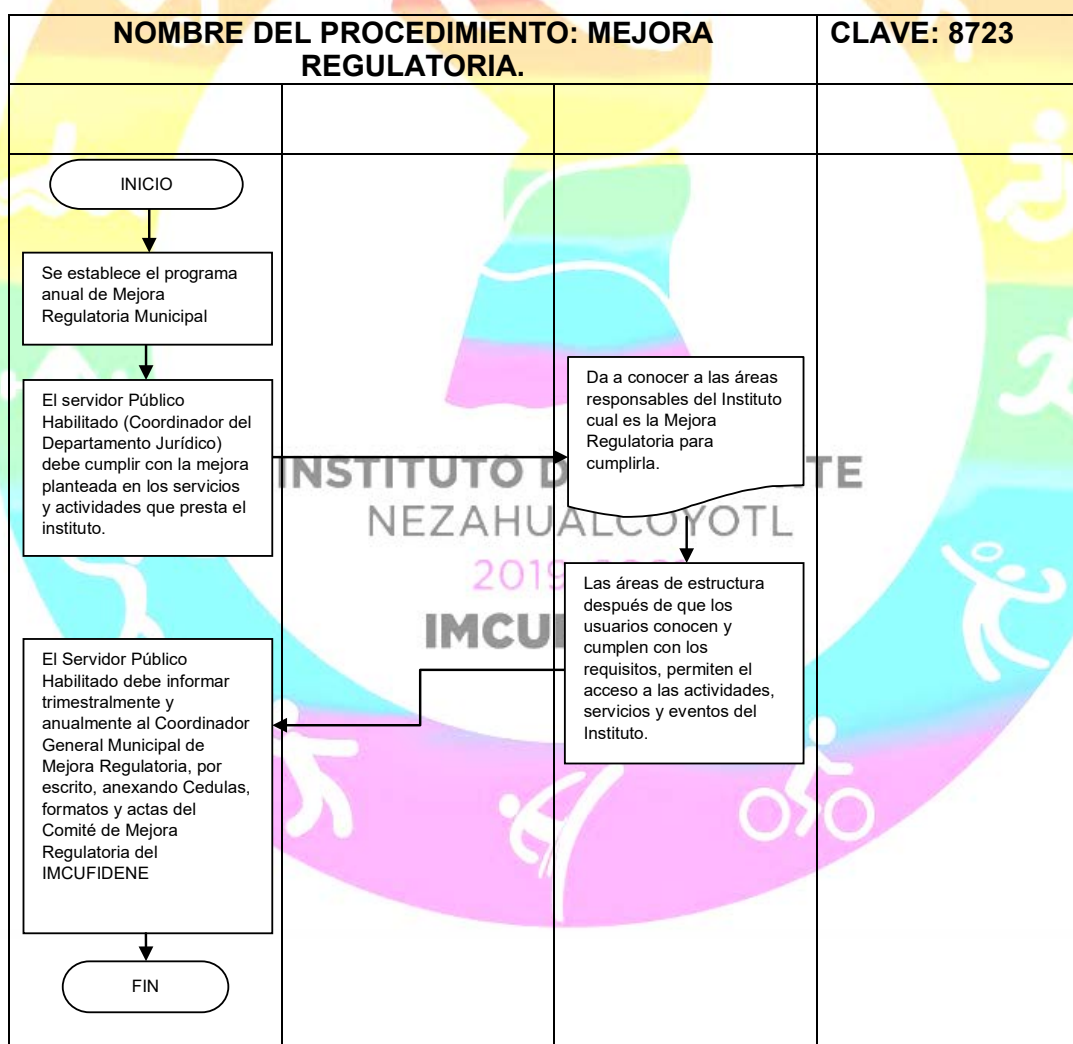 NOMBRE DEL PROCEDIMIENTO: MEJORA
REGULATORIA.
CLAVE: 8723
INICIO
Se establece el programa
anual de Mejora
Regulatoria Municipal
El servidor Público
Habilitado (Coordinador del
Departamento Jurídico)
debe cumplir con la mejora
planteada en los servicios
y actividades que presta el
instituto.
Da a conocer a las áreas
responsables del Instituto
cual es la Mejora
Regulatoria para
cumplirla.
Las áreas de estructura
después de que los
usuarios conocen y
cumplen con los
requisitos, permiten el
acceso a las actividades,
servicios y eventos del
Instituto.
El Servidor Público
Habilitado debe informar
trimestralmente y
anualmente al Coordinador
General Municipal de
Mejora Regulatoria, por
escrito, anexando Cedulas,
formatos y actas del
Comité de Mejora
Regulatoria del
IMCUFIDENE
FIN
INSTITUTO
NEZAHUALCOYOTL
2019